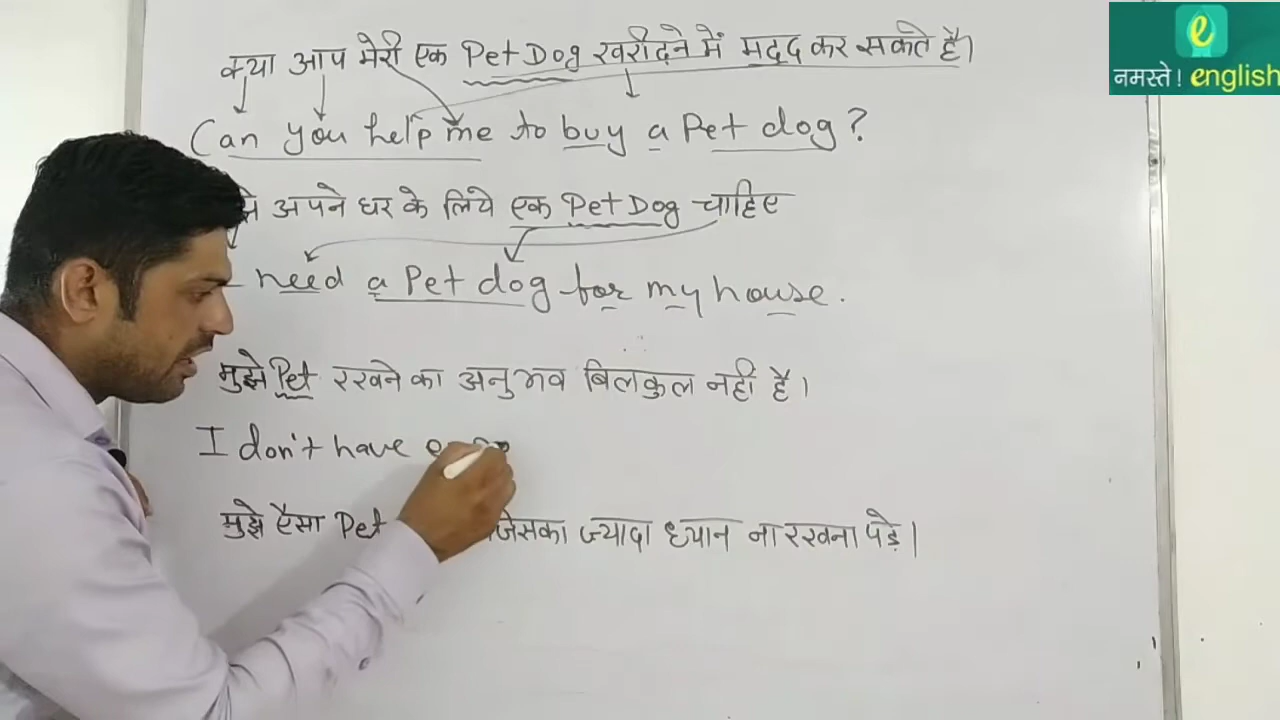 क्या आप मेरी एक Pet Dog खरीदने में मदद कर सकते है।
Can you help me to buy a Pet dog?
अपने घर के लिये एक Pet Dog चाहिए
need a Pet dog for my house.
मुझे Pet रखने का अनुभव बिलकुल नही है।
I don't have
मुझे ऐसा Pet जिसका ज्यादा ध्यान ना रखना पड़े।
e
नमस्ते! english